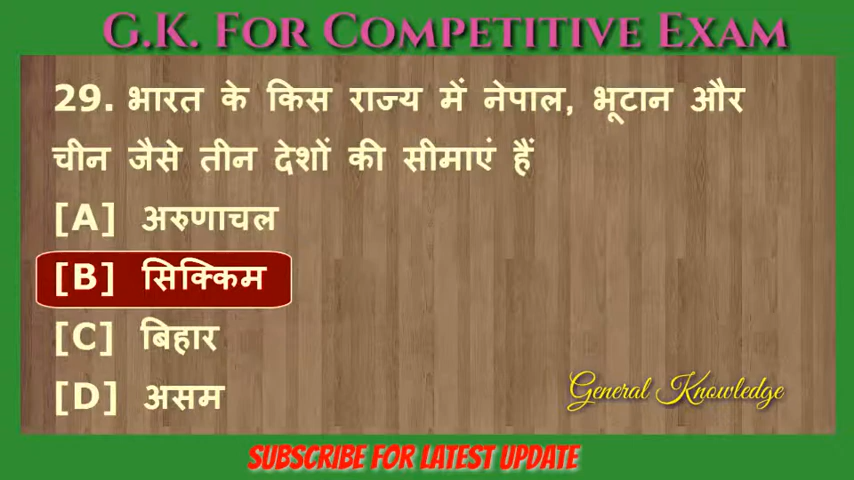 G.K. FOR COMPETITIVE EXAM
29. भारत के किस राज्य में नेपाल, भूटान और
चीन जैसे तीन देशों की सीमाएं हैं
[A] अरुणाचल
[B] सिक्किम
[C] बिहार
[D] असम
General Knowledge
SUBSCRIBE FOR LATEST UPDATE